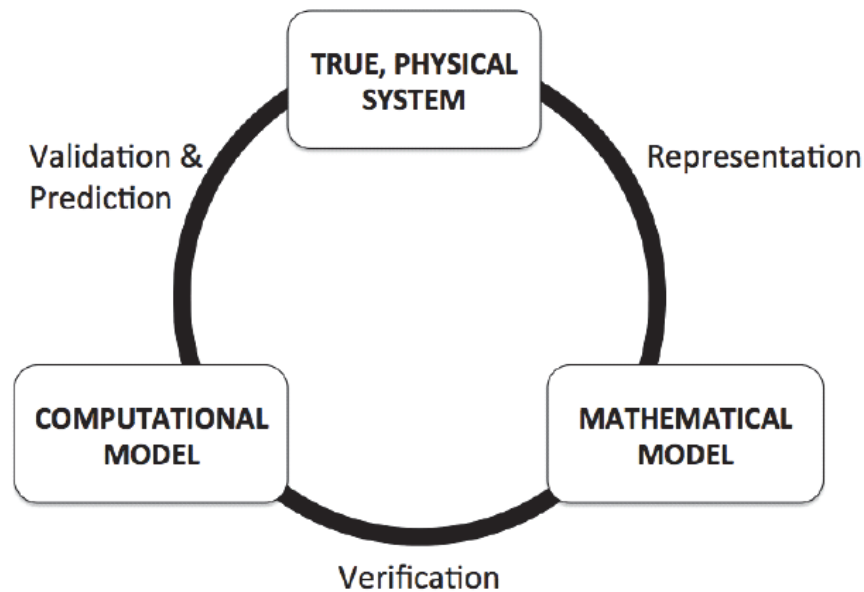 TRUE, PHYSICAL
SYSTEM
Validation &
Prediction
Representation
COMPUTATIONAL
MODEL
MATHEMATICAL
MODEL
Verification